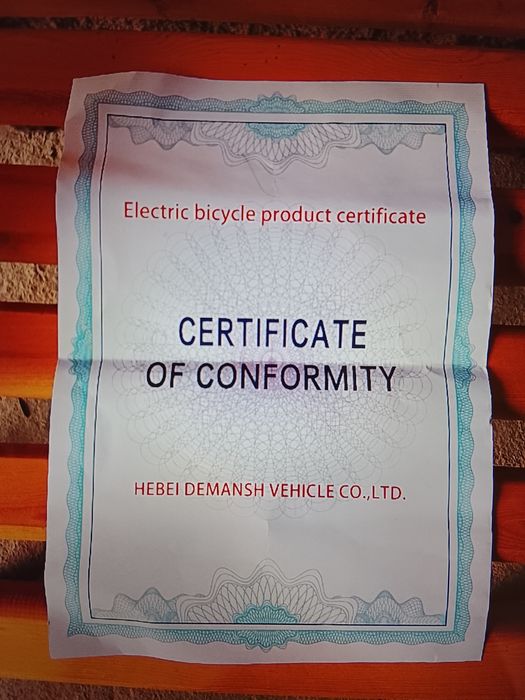 Electric bicycle product certificate
CERTIFICATE
OF CONFORMITY
HEBEI DEMANSH VEHICLE CO.,LTD.